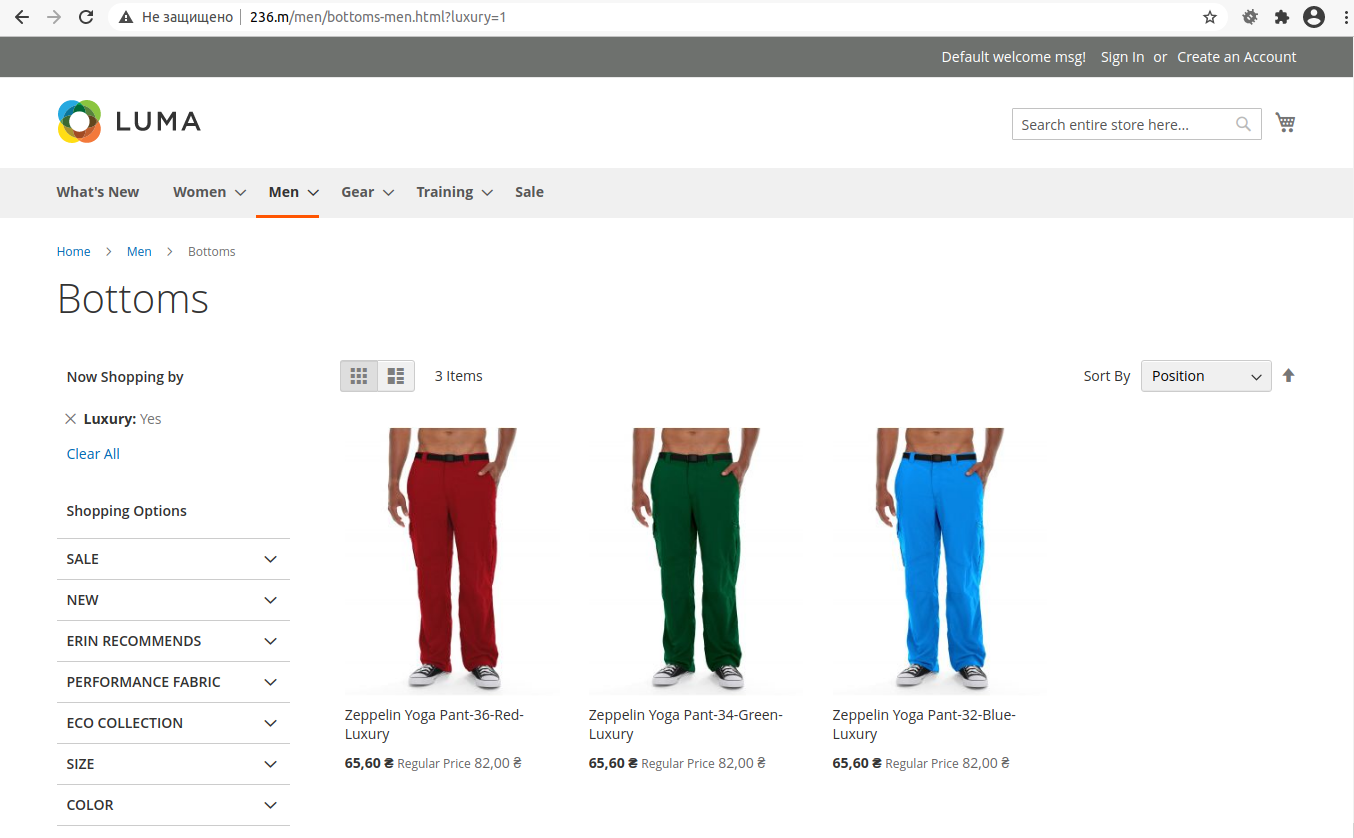 Не защищено 236.m/men/bottoms-men.html?luxury=1
Default welcome msg! Sign In or Create an Account
LUMA
Search entire store here...
What's New Women Men Gear Training Sale
Home Men Bottoms
Bottoms
Now Shopping by
3 Items
Sort By Position
Luxury: Yes
Clear All
Shopping Options
SALE
NEW
ERIN RECOMMENDS
PERFORMANCE FABRIC
ECO COLLECTION
SIZE
COLOR
Zeppelin Yoga Pant-36-Red-
Luxury
65,60 ₴ Regular Price 82,00 ₴
Zeppelin Yoga Pant-34-Green-
Luxury
65,60 ₴ Regular Price 82,00 ₴
Zeppelin Yoga Pant-32-Blue-
Luxury
65,60 ₴ Regular Price 82,00 ₴